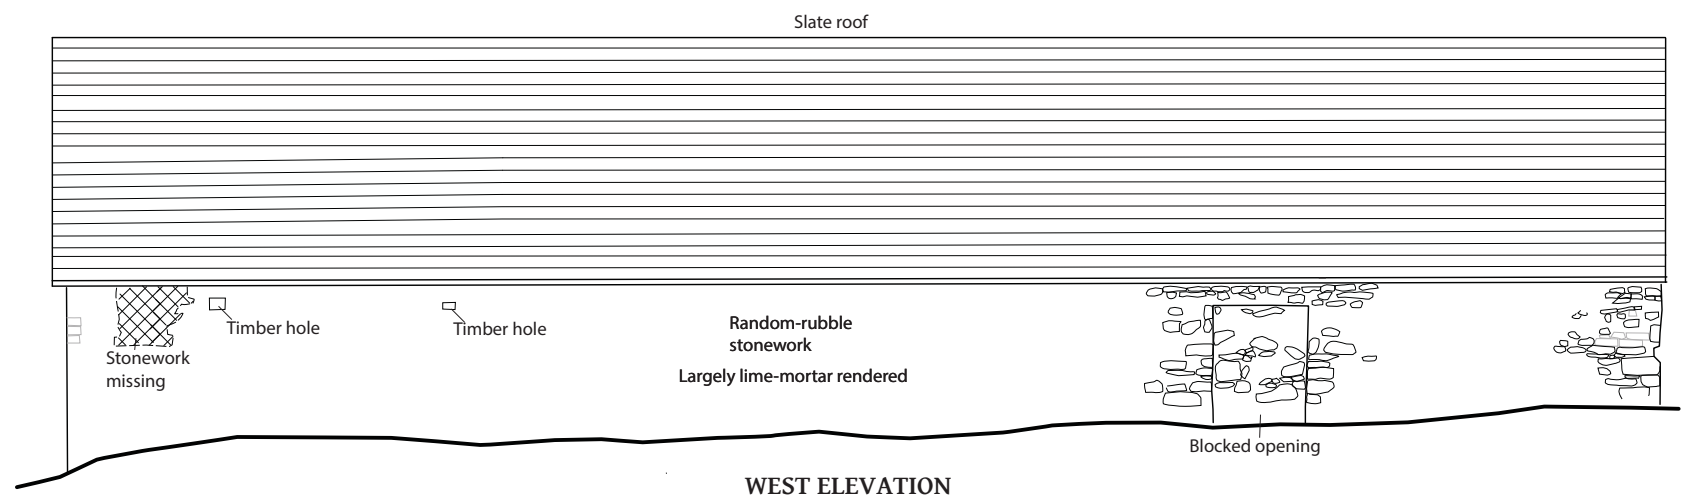 Slate roof
Timber hole
Timber hole
Stonework
missing
Random-rubble
stonework
Largely lime-mortar rendered
Blocked opening
WEST ELEVATION